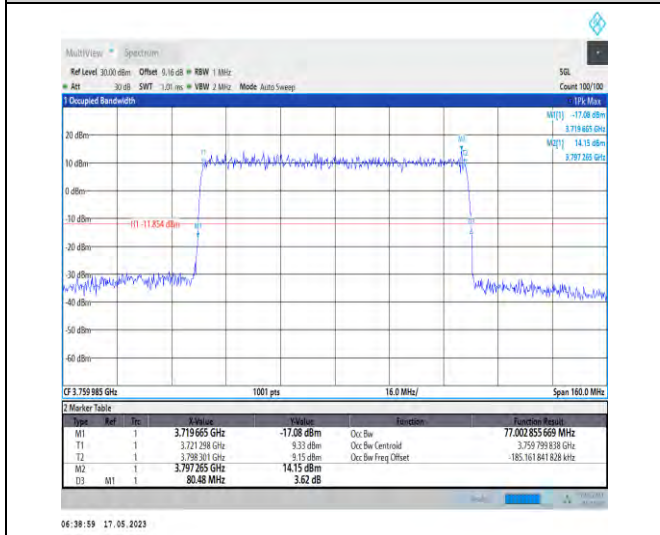 MultiView Spectrum
Ref Level 30.00 dBm Offset 9.16 dB RBW 1 MHz SGL
Att 30 dB SWT 1.01 ms VBW 2 MHz Mode Auto Sweep Count 100/100
1 Occupied Bandwidth 1Pk Max
M1[1] -17.08 dBm
3.719 665 GHz
M2[1] 14.15 dBm
3.797 265 GHz
20 dBm
10 dBm
0 dBm
-10 dBm
H1 -11.854 dBm
-20 dBm
-30 dBm
-40 dBm
-50 dBm
-60 dBm
CF 3.759 985 GHz 1001 pts 16.0 MHz/ Span 160.0 MHz
2 Marker Table
Type Ref Trc X-Value Y-Value Function Function Result
M1 1 3.719 665 GHz -17.08 dBm Occ Bw 77.002 855 669 MHz
T1 1 3.721 298 GHz 9.33 dBm Occ Bw Centroid 3.759 799 838 GHz
T2 1 3.798 301 GHz 9.15 dBm Occ Bw Freq Offset -185.161 841 828 kHz
M2 1 3.797 265 GHz 14.15 dBm
D3 M1 1 80.48 MHz 3.62 dB
06:38:59 17.05.2023